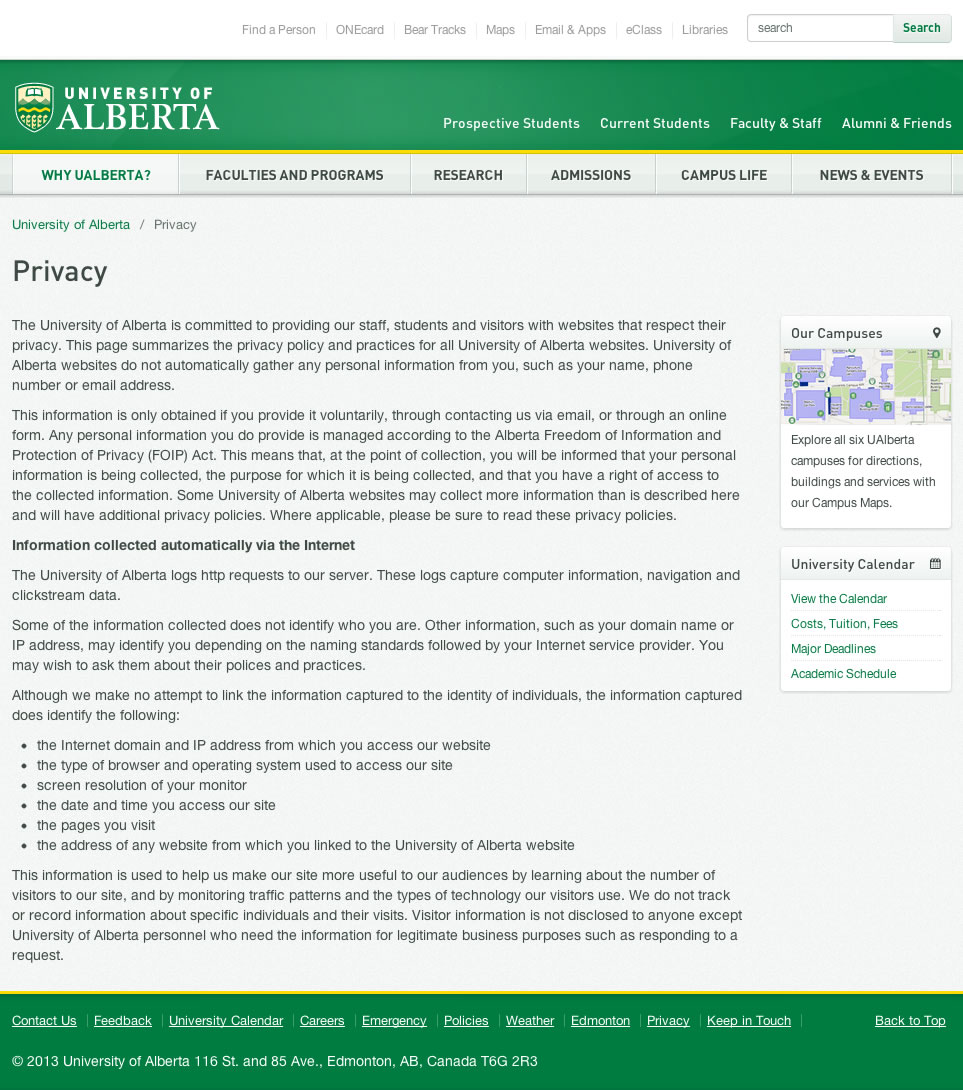 Find a Person ONEcard Bear Tracks Maps Email & Apps eClass Libraries search Search
UNIVERSITY OF
ALBERTA
Prospective Students Current Students Faculty & Staff Alumni & Friends
WHY UALBERTA? FACULTIES AND PROGRAMS RESEARCH ADMISSIONS CAMPUS LIFE NEWS & EVENTS
University of Alberta / Privacy
Privacy
The University of Alberta is committed to providing our staff, students and visitors with websites that respect their
privacy. This page summarizes the privacy policy and practices for all University of Alberta websites. University of
Alberta websites do not automatically gather any personal information from you, such as your name, phone
number or email address.
This information is only obtained if you provide it voluntarily, through contacting us via email, or through an online
form. Any personal information you do provide is managed according to the Alberta Freedom of Information and
Protection of Privacy (FOIP) Act. This means that, at the point of collection, you will be informed that your personal
information is being collected, the purpose for which it is being collected, and that you have a right of access to
the collected information. Some University of Alberta websites may collect more information than is described here
and will have additional privacy policies. Where applicable, please be sure to read these privacy policies.
Information collected automatically via the Internet
The University of Alberta logs http requests to our server. These logs capture computer information, navigation and
clickstream data.
Some of the information collected does not identify who you are. Other information, such as your domain name or
IP address, may identify you depending on the naming standards followed by your Internet service provider. You
may wish to ask them about their polices and practices.
Although we make no attempt to link the information captured to the identity of individuals, the information captured
does identify the following:
• the Internet domain and IP address from which you access our website
• the type of browser and operating system used to access our site
• screen resolution of your monitor
• the date and time you access our site
• the pages you visit
• the address of any website from which you linked to the University of Alberta website
This information is used to help us make our site more useful to our audiences by learning about the number of
visitors to our site, and by monitoring traffic patterns and the types of technology our visitors use. We do not track
or record information about specific individuals and their visits. Visitor information is not disclosed to anyone except
University of Alberta personnel who need the information for legitimate business purposes such as responding to a
request.
Our Campuses
Explore all six UAlberta
campuses for directions,
buildings and services with
our Campus Maps.
University Calendar
View the Calendar
Costs, Tuition, Fees
Major Deadlines
Academic Schedule
Contact Us Feedback University Calendar Careers Emergency Policies Weather Edmonton Privacy Keep in Touch Back to Top
© 2013 University of Alberta 116 St. and 85 Ave., Edmonton, AB, Canada T6G 2R3